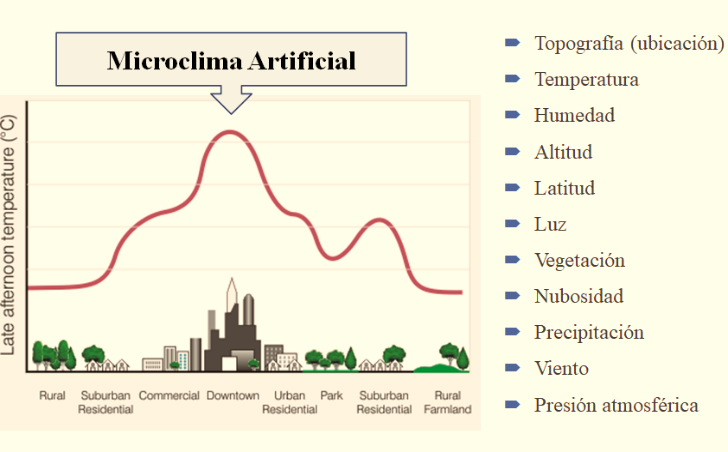 Microclima Artificial
Late afternoon temperature (°C)
Rural
Suburban
Residential
Commercial
Downtown
Urban
Residential
Park
Suburban
Residential
Rural
Farmland
Topografía (ubicación)
Temperatura
Humedad
Altitud
Latitud
Luz
Vegetación
Nubosidad
Precipitación
Viento
Presión atmosférica